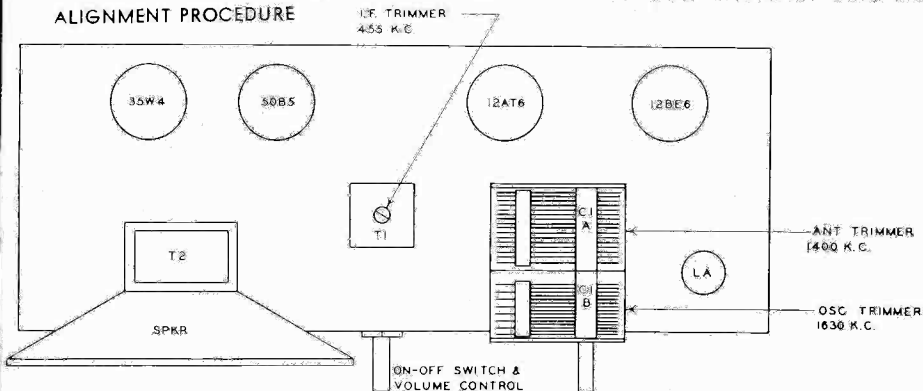 ALIGNMENT PROCEDURE
I.F. TRIMMER
455 K.C.
35W4
50B5
12AT6
12BE6
T1
C1
A
ANT TRIMMER
1400 K.C.
T2
LA
C1
B
OSC TRIMMER
1630 K.C.
SPKR
ON-OFF SWITCH &
VOLUME CONTROL